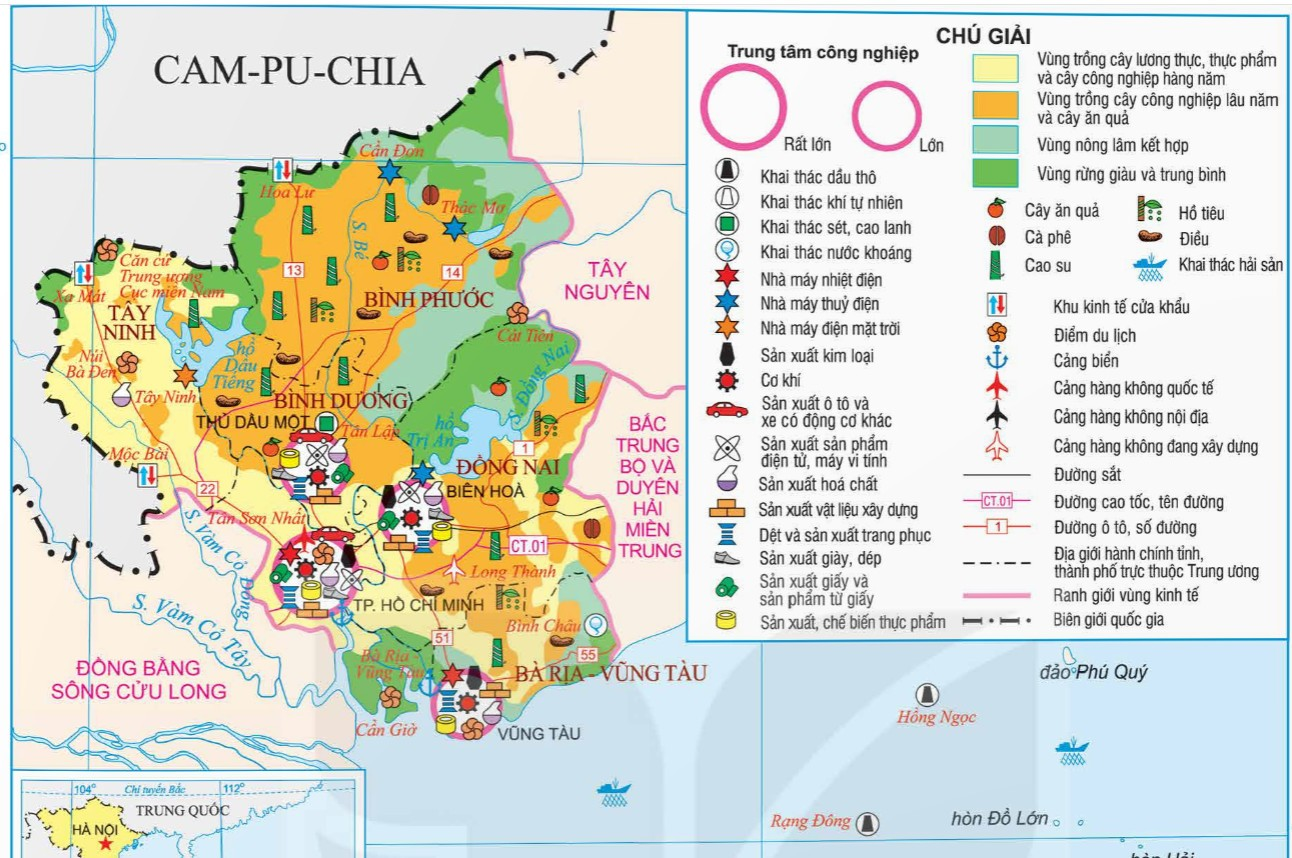 CAM-PU-CHIA
Cần Đơn
Hoa Lư
Thác Mơ
S. Bé
13
14
Căn cứ
Trung ương
Cục miền Nam
Xa Mát
TÂY
NINH
BÌNH PHƯỚC
TÂY
NGUYÊN
Cát Tiên
Núi
Bà Đen
hồ
Dầu
Tiếng
Tây Ninh
BÌNH DƯƠNG
THỦ DẦU MỘT
Tân Lập
hồ
Trị An
S. Đồng Nai
1
BẮC
TRUNG
BỘ VÀ
DUYÊN
HẢI
MIỀN
TRUNG
Mộc Bài
22
ĐỒNG NAI
BIÊN HOÀ
Tân Sơn Nhất
CT.01
Long Thành
S. Vàm Cỏ Đông
S. Vàm Cỏ Tây
TP. HỒ CHÍ MINH
Bình Châu
51
55
ĐỒNG BẰNG
SÔNG CỬU LONG
Bà Rịa -
Vũng Tàu
BÀ RỊA - VŨNG TÀU
Cần Giờ
VŨNG TÀU
đảo Phú Quý
Hồng Ngọc
Rạng Đông
hòn Đồ Lớn
hòn Hải
104°
Chí tuyến Bắc
112°
TRUNG QUỐC
HÀ NỘI
CHÚ GIẢI
Trung tâm công nghiệp
Rất lớn
Lớn
Khai thác dầu thô
Khai thác khí tự nhiên
Khai thác sét, cao lanh
Khai thác nước khoáng
Nhà máy nhiệt điện
Nhà máy thuỷ điện
Nhà máy điện mặt trời
Sản xuất kim loại
Cơ khí
Sản xuất ô tô và
xe có động cơ khác
Sản xuất sản phẩm
điện tử, máy vi tính
Sản xuất hoá chất
Sản xuất vật liệu xây dựng
Dệt và sản xuất trang phục
Sản xuất giày, dép
Sản xuất giấy và
sản phẩm từ giấy
Sản xuất, chế biến thực phẩm
Vùng trồng cây lương thực, thực phẩm
và cây công nghiệp hàng năm
Vùng trồng cây công nghiệp lâu năm
và cây ăn quả
Vùng nông lâm kết hợp
Vùng rừng giàu và trung bình
Cây ăn quả
Hồ tiêu
Cà phê
Điều
Cao su
Khai thác hải sản
Khu kinh tế cửa khẩu
Điểm du lịch
Cảng biển
Cảng hàng không quốc tế
Cảng hàng không nội địa
Cảng hàng không đang xây dựng
Đường sắt
CT.01
Đường cao tốc, tên đường
1
Đường ô tô, số đường
Địa giới hành chính tỉnh,
thành phố trực thuộc Trung ương
Ranh giới vùng kinh tế
Biên giới quốc gia